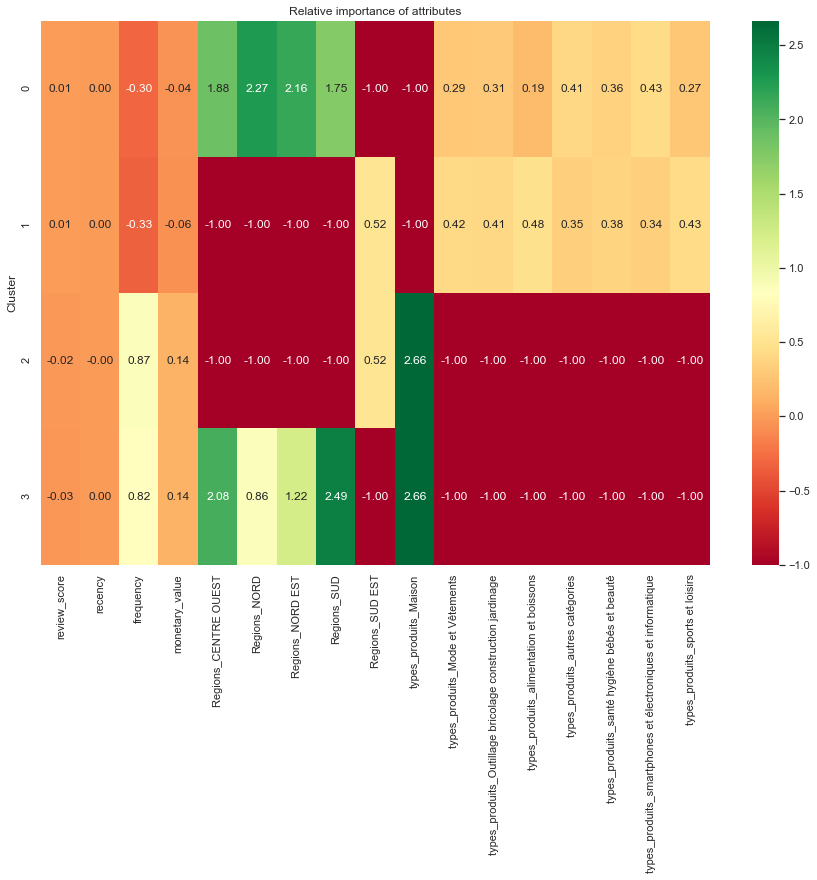 Relative importance of attributes
0 0.01 0.00 -0.30 -0.04 1.88 2.27 2.16 1.75 -1.00 -1.00 0.29 0.31 0.19 0.41 0.36 0.43 0.27
1 0.01 0.00 -0.33 -0.06 -1.00 -1.00 -1.00 -1.00 0.52 -1.00 0.42 0.41 0.48 0.35 0.38 0.34 0.43
Cluster
2 -0.02 -0.00 0.87 0.14 -1.00 -1.00 -1.00 -1.00 0.52 2.66 -1.00 -1.00 -1.00 -1.00 -1.00 -1.00 -1.00
3 -0.03 0.00 0.82 0.14 2.08 0.86 1.22 2.49 -1.00 2.66 -1.00 -1.00 -1.00 -1.00 -1.00 -1.00 -1.00
review_score
recency
frequency
monetary_value
Regions_CENTRE OUEST
Regions_NORD
Regions_NORD EST
Regions_SUD
Regions_SUD EST
types_produits_Maison
types_produits_Mode et Vêtements
types_produits_Outillage bricolage construction jardinage
types_produits_alimentation et boissons
types_produits_autres catégories
types_produits_santé hygiène bébés et beauté
types_produits_smartphones et électroniques et informatique
types_produits_sports et loisirs
2.5
2.0
1.5
1.0
0.5
0.0
−0.5
−1.0